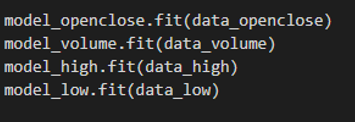 model_openclose.fit(data_openclose)
model_volume.fit(data_volume)
model_high.fit(data_high)
model_low.fit(data_low)